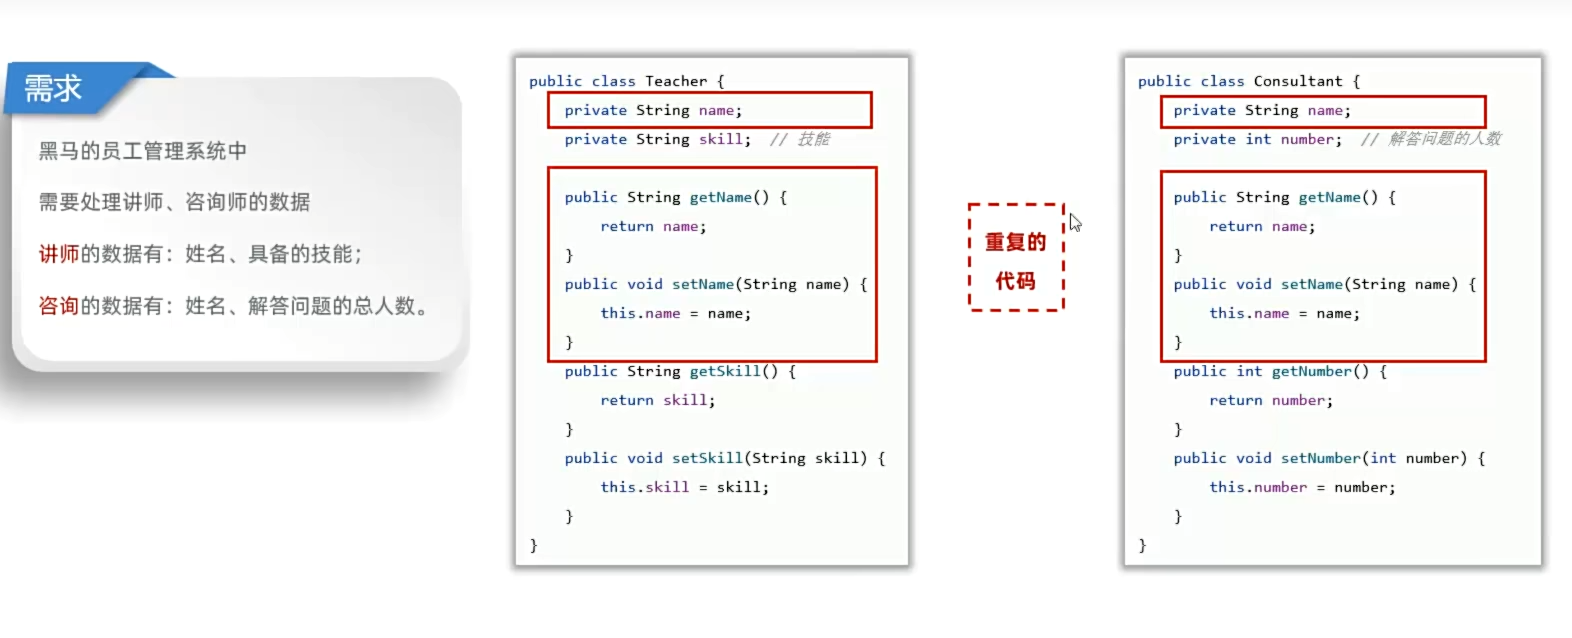 需求
黑马的员工管理系统中
需要处理讲师、咨询师的数据
讲师的数据有：姓名、具备的技能；
咨询的数据有：姓名、解答问题的总人数。
public class Teacher {
    private String name;
    private String skill;  // 技能
    public String getName() {
        return name;
    }
    public void setName(String name) {
        this.name = name;
    }
    public String getSkill() {
        return skill;
    }
    public void setSkill(String skill) {
        this.skill = skill;
    }
}
重复的
代码
public class Consultant {
    private String name;
    private int number;  // 解答问题的人数
    public String getName() {
        return name;
    }
    public void setName(String name) {
        this.name = name;
    }
    public int getNumber() {
        return number;
    }
    public void setNumber(int number) {
        this.number = number;
    }
}